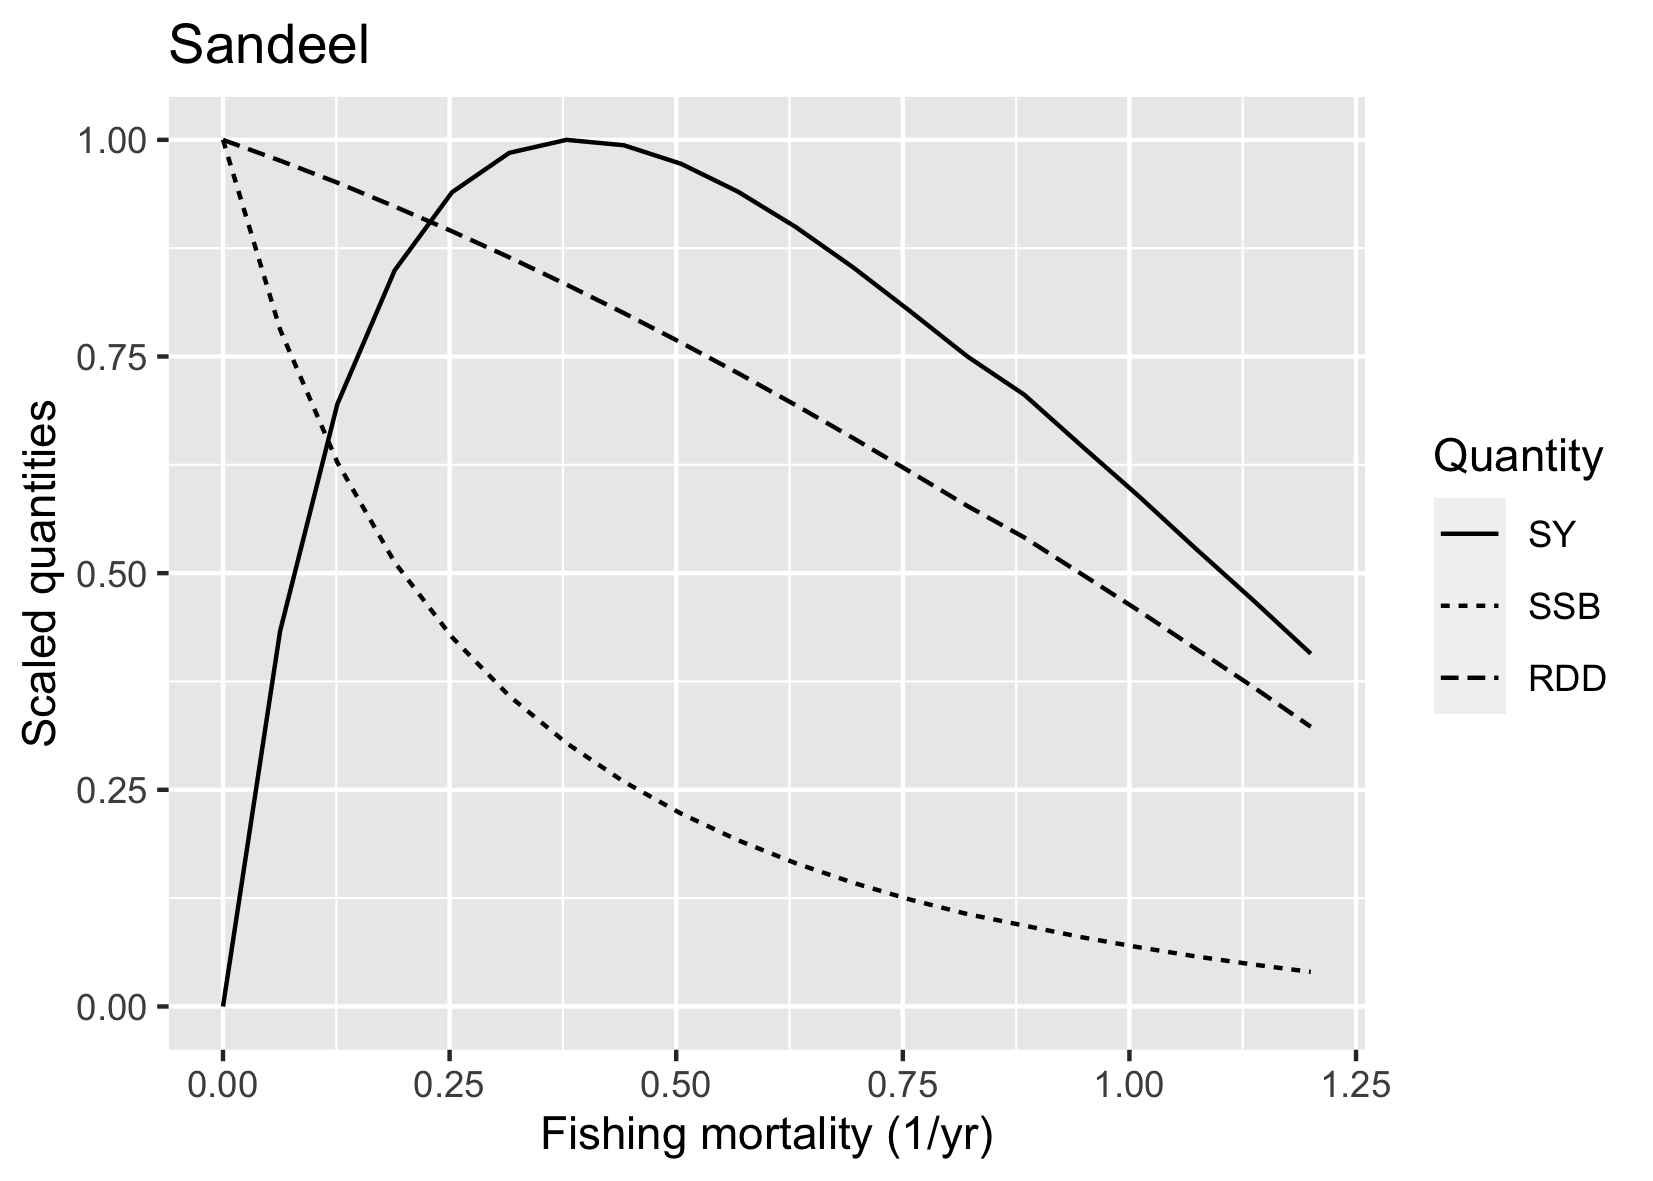 Sandeel
1.00
0.75
0.50
0.25
0.00
Scaled quantities
0.00 0.25 0.50 0.75 1.00 1.25
Fishing mortality (1/yr)
Quantity
SY
SSB
RDD